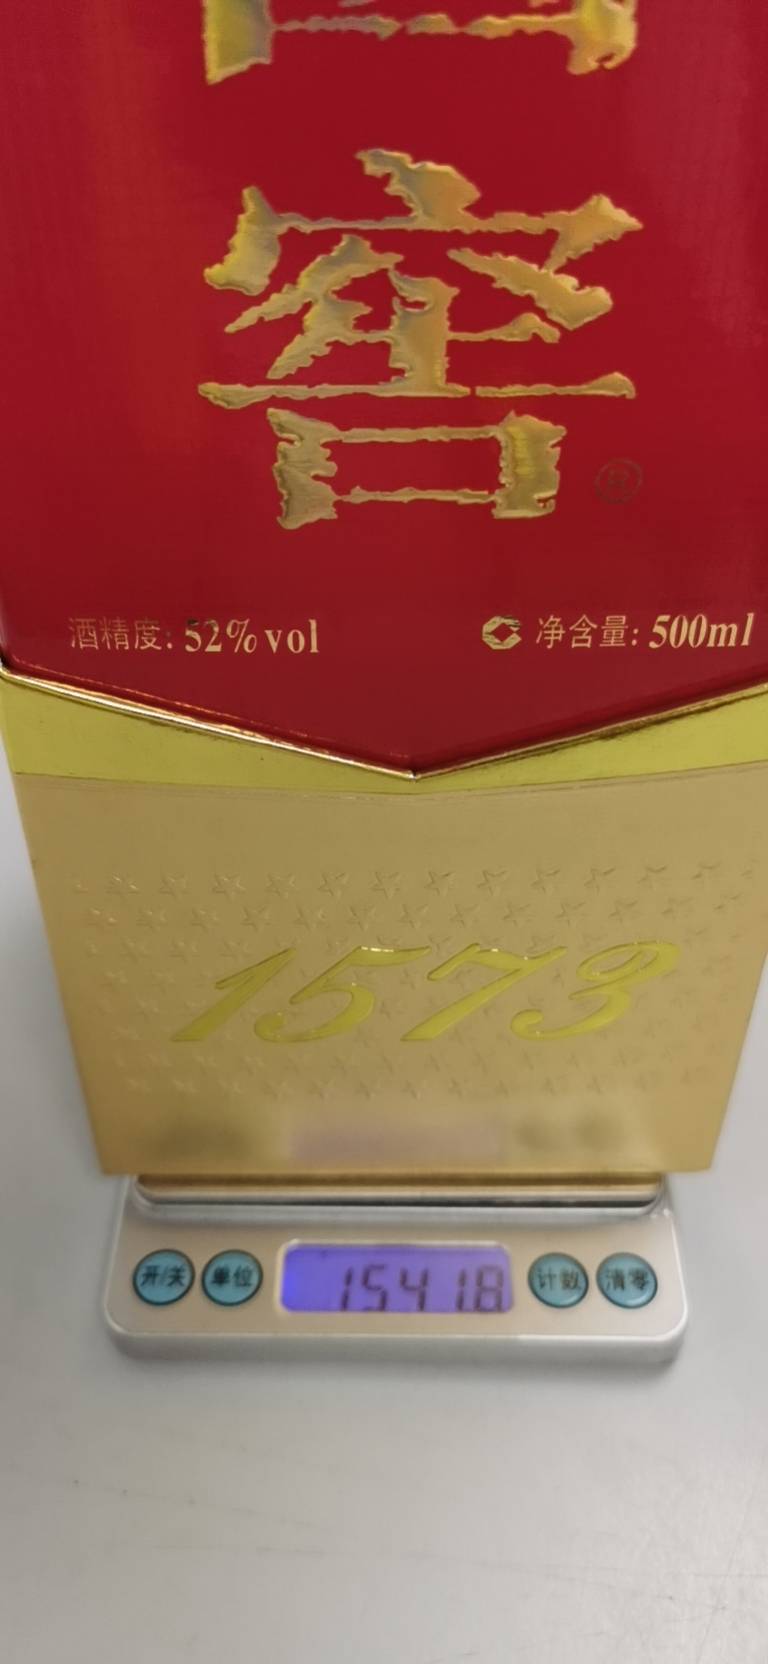 窖
®
酒精度: 52%vol
净含量: 500ml
1573
开/关
单位
1541.8
计数
清零